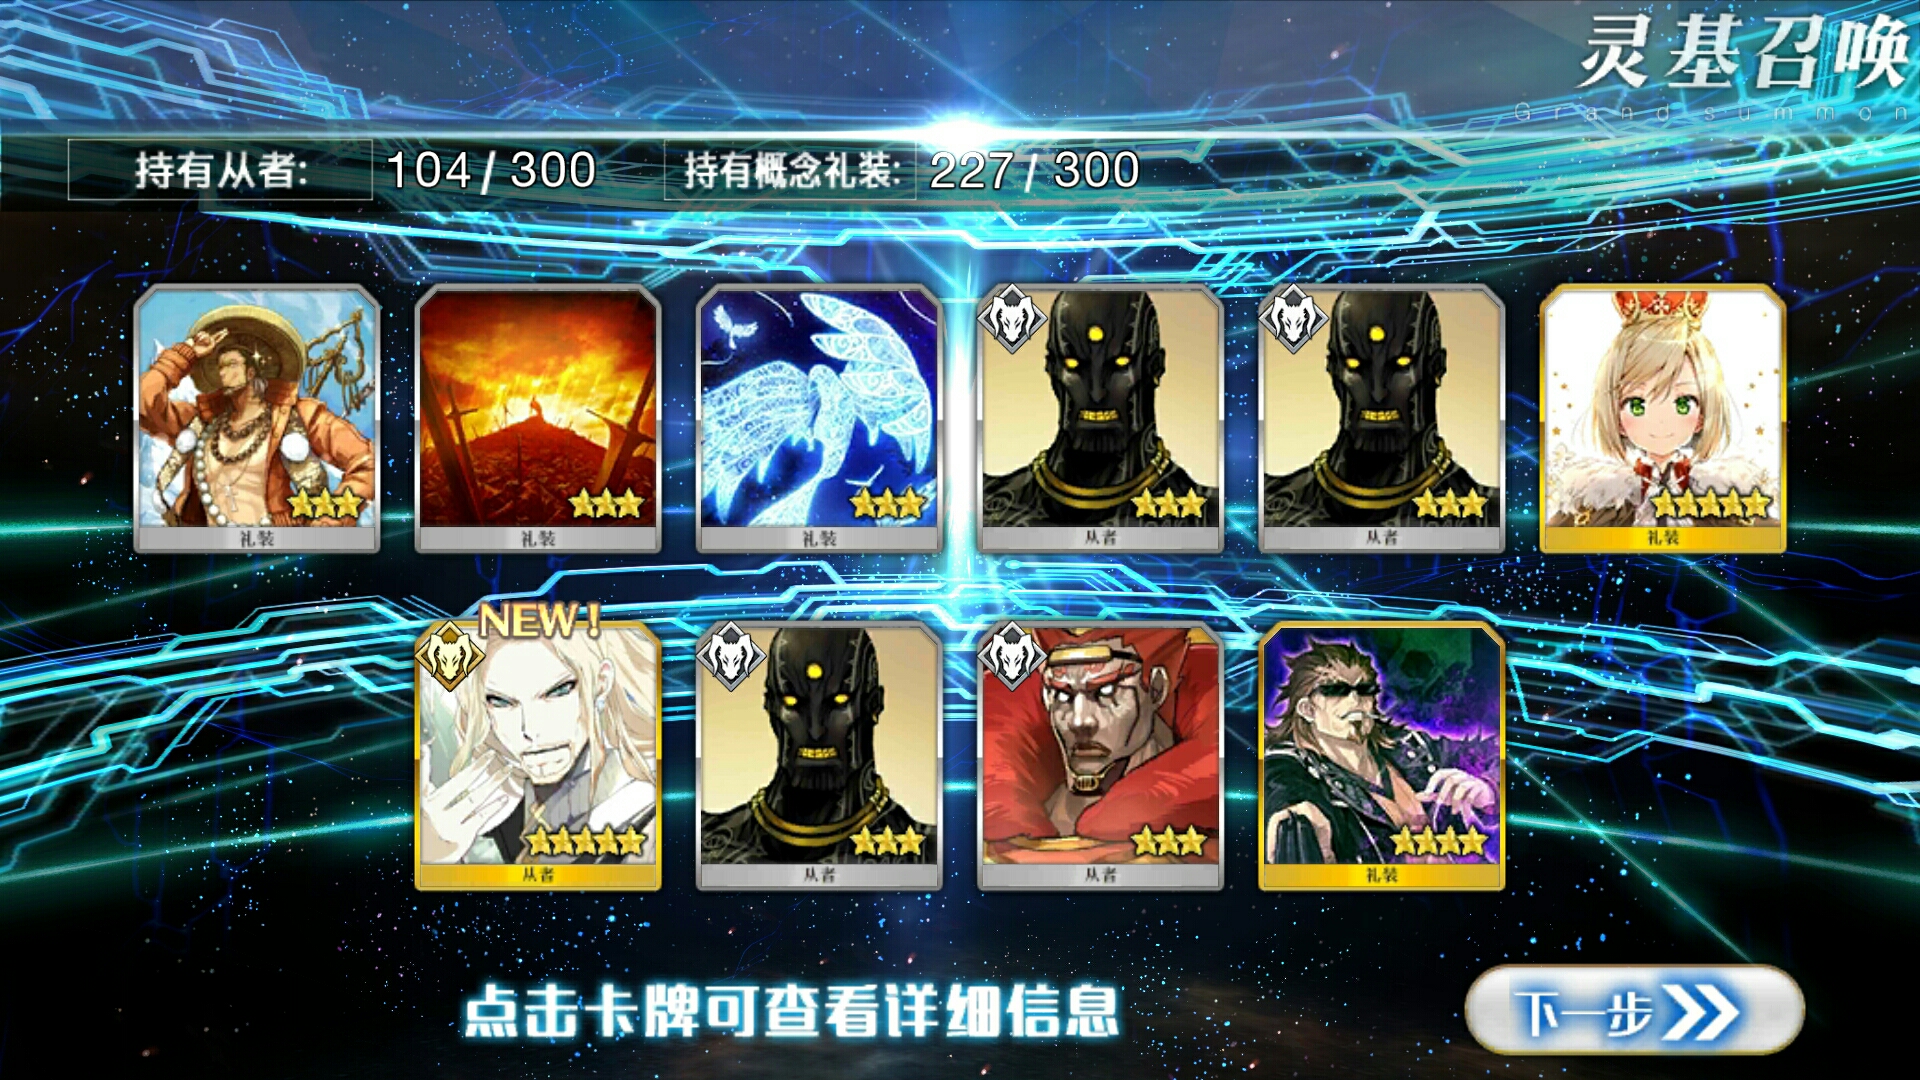 灵基召唤
Grand summon
持有从者: 104/300 持有概念礼装: 227/300
礼装 礼装 礼装 从者 从者 礼装
NEW!
从者 从者 从者 礼装
点击卡牌可查看详细信息
下一步